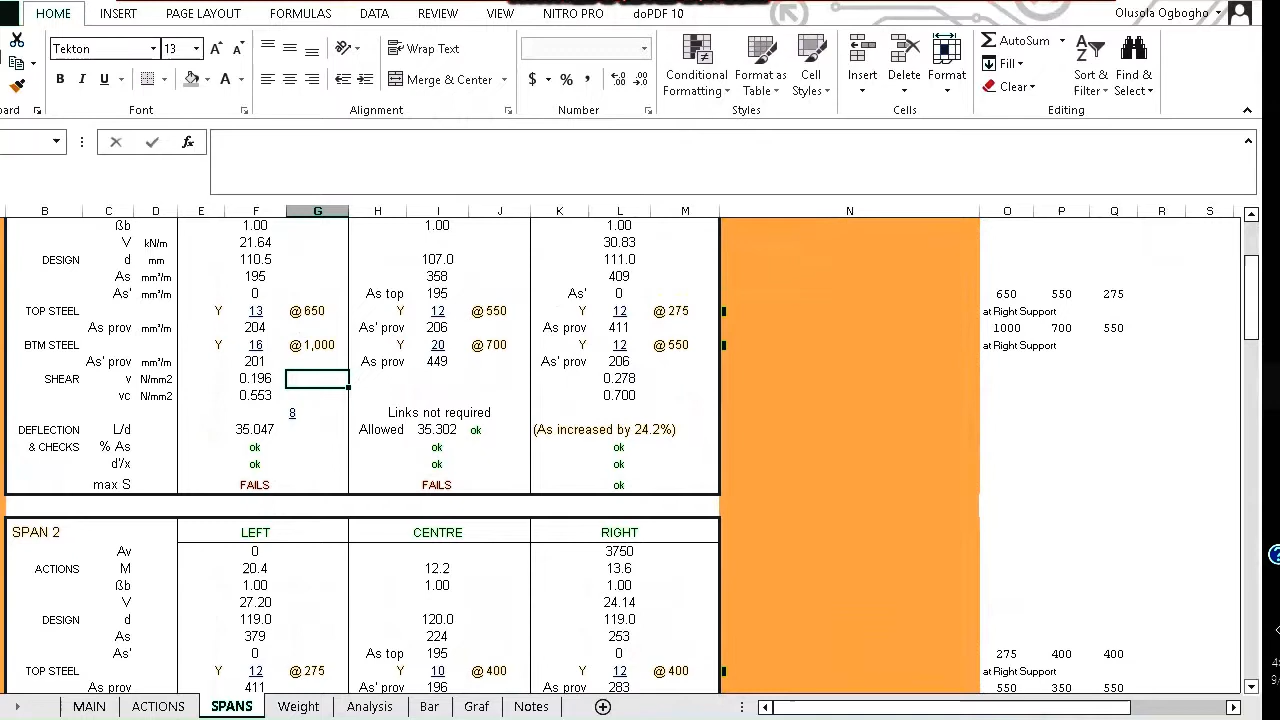 HOME INSERT PAGE LAYOUT FORMULAS DATA REVIEW VIEW NITRO PRO doPDF 10 Olusola Ogbogho
Tekton 13 A A Wrap Text AutoSum
B I U A Merge & Center $ % , Conditional Formatting Format as Table Cell Styles Insert Delete Format Fill Clear Sort & Filter Find & Select
Font Alignment Number Styles Cells Editing
fx
B C D E F G H I J K L M N O P Q R S
ßb 1.00 1.00 1.00
V kN/m 21.64 30.83
DESIGN d mm 110.5 107.0 111.0
As mm²/m 195 358 409
As' mm²/m 0 As top 195 As' 0 650 550 275
TOP STEEL Y 13 @ 650 Y 12 @ 550 Y 12 @ 275 at Right Support
As prov mm²/m 204 As' prov 206 As prov 411 1000 700 550
BTM STEEL Y 16 @ 1,000 Y 20 @ 700 Y 12 @ 550 at Right Support
As' prov mm²/m 201 As prov 449 As' prov 206
SHEAR v N/mm2 0.196 0.278
vc N/mm2 0.553 0.700
8 Links not required
DEFLECTION L/d 35.047 Allowed 35.302 ok (As increased by 24.2%)
& CHECKS % As ok ok ok
d'/x ok ok ok
max S FAILS FAILS ok
SPAN 2 LEFT CENTRE RIGHT
Av 0 3750
ACTIONS M 20.4 12.2 13.6
ßb 1.00 1.00 1.00
V 27.20 24.14
DESIGN d 119.0 120.0 119.0
As 379 224 253
As' 0 As top 195 As' 0 275 400 400
TOP STEEL Y 12 @ 275 Y 10 @ 400 Y 12 @ 400 at Right Support
As prov 411 As' prov 196 As prov 283 550 350 550
MAIN ACTIONS SPANS Weight Analysis Bar Graf Notes